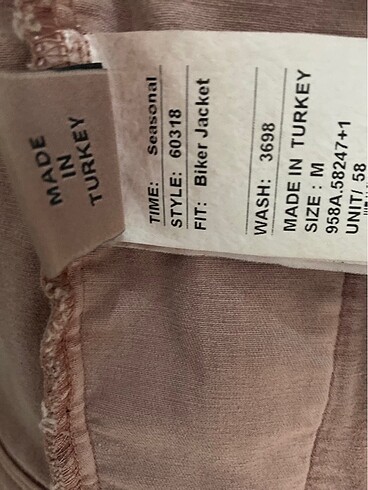 MADE
IN
TURKEY
TIME: Seasonal
STYLE: 60318
FIT: Biker Jacket
WASH: 3698
MADE IN TURKEY
SIZE : M
958A.58247+1
UNIT/ 58